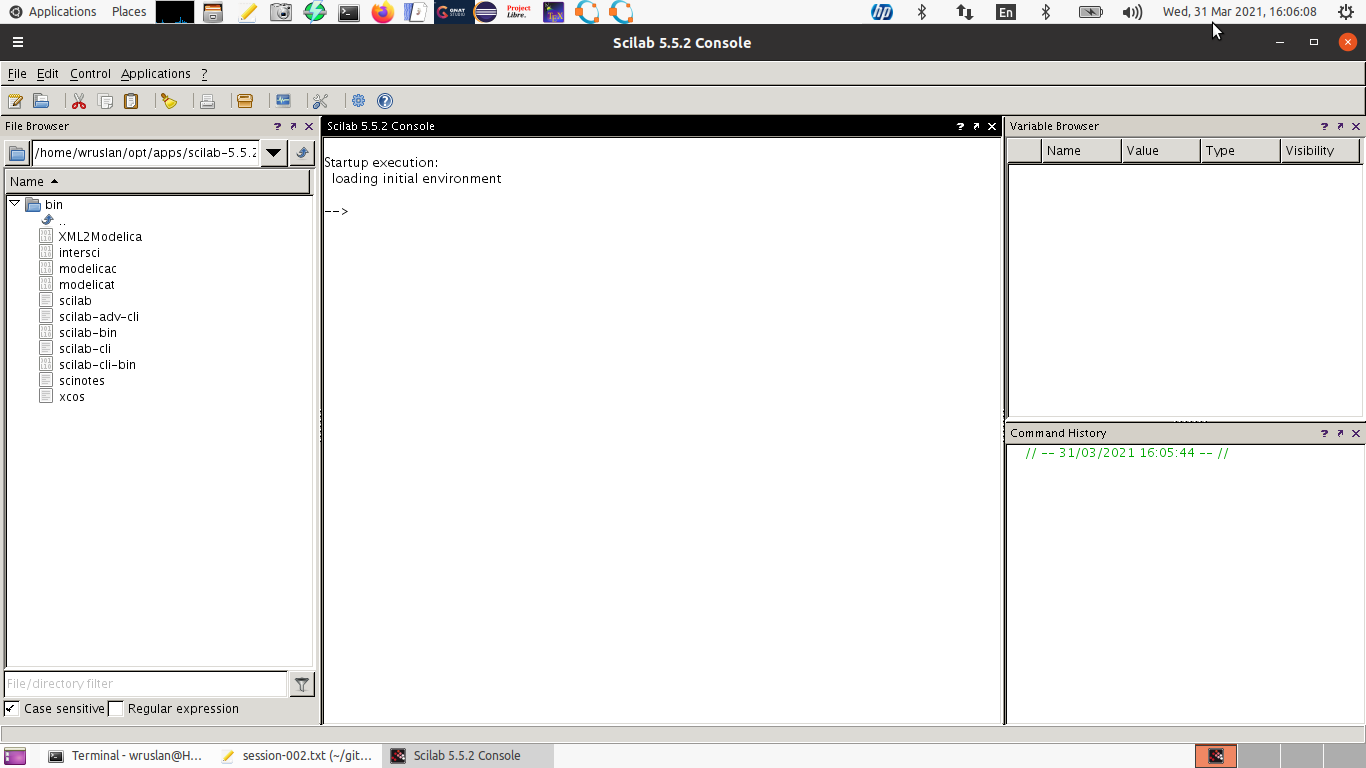 Applications Places En Wed, 31 Mar 2021, 16:06:08
GNAT STUDIO Project Libre.
Scilab 5.5.2 Console
File Edit Control Applications ?
File Browser
/home/wruslan/opt/apps/scilab-5.5.2
Name
bin
..
XML2Modelica
intersci
modelicac
modelicat
scilab
scilab-adv-cli
scilab-bin
scilab-cli
scilab-cli-bin
scinotes
xcos
File/directory filter
Case sensitive Regular expression
Scilab 5.5.2 Console
Startup execution:
loading initial environment
-->
Variable Browser
Name Value Type Visibility
Command History
// -- 31/03/2021 16:05:44 -- //
Terminal - wruslan@H... session-002.txt (~/git... Scilab 5.5.2 Console